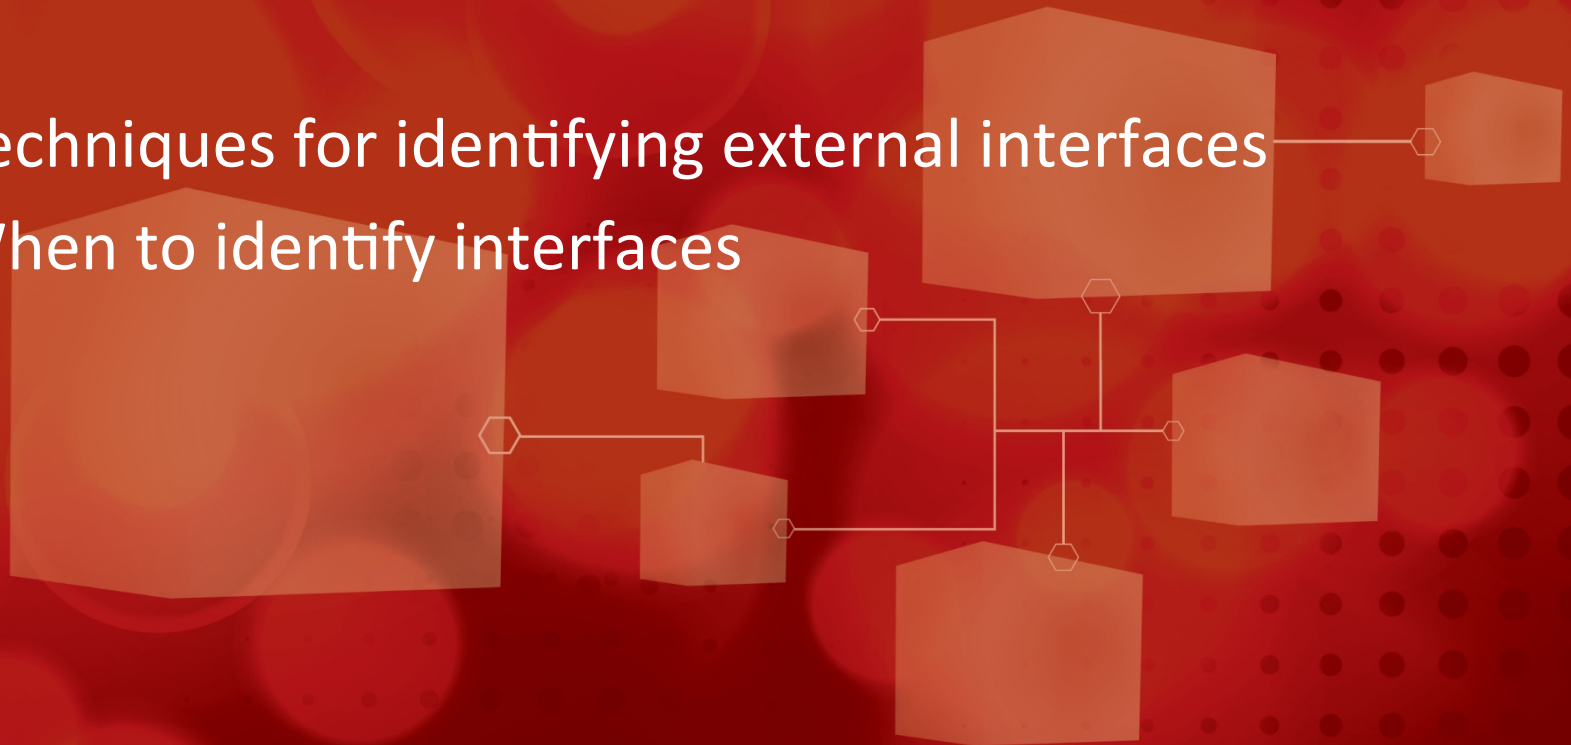 echniques for identifying external interfaces
hen to identify interfaces